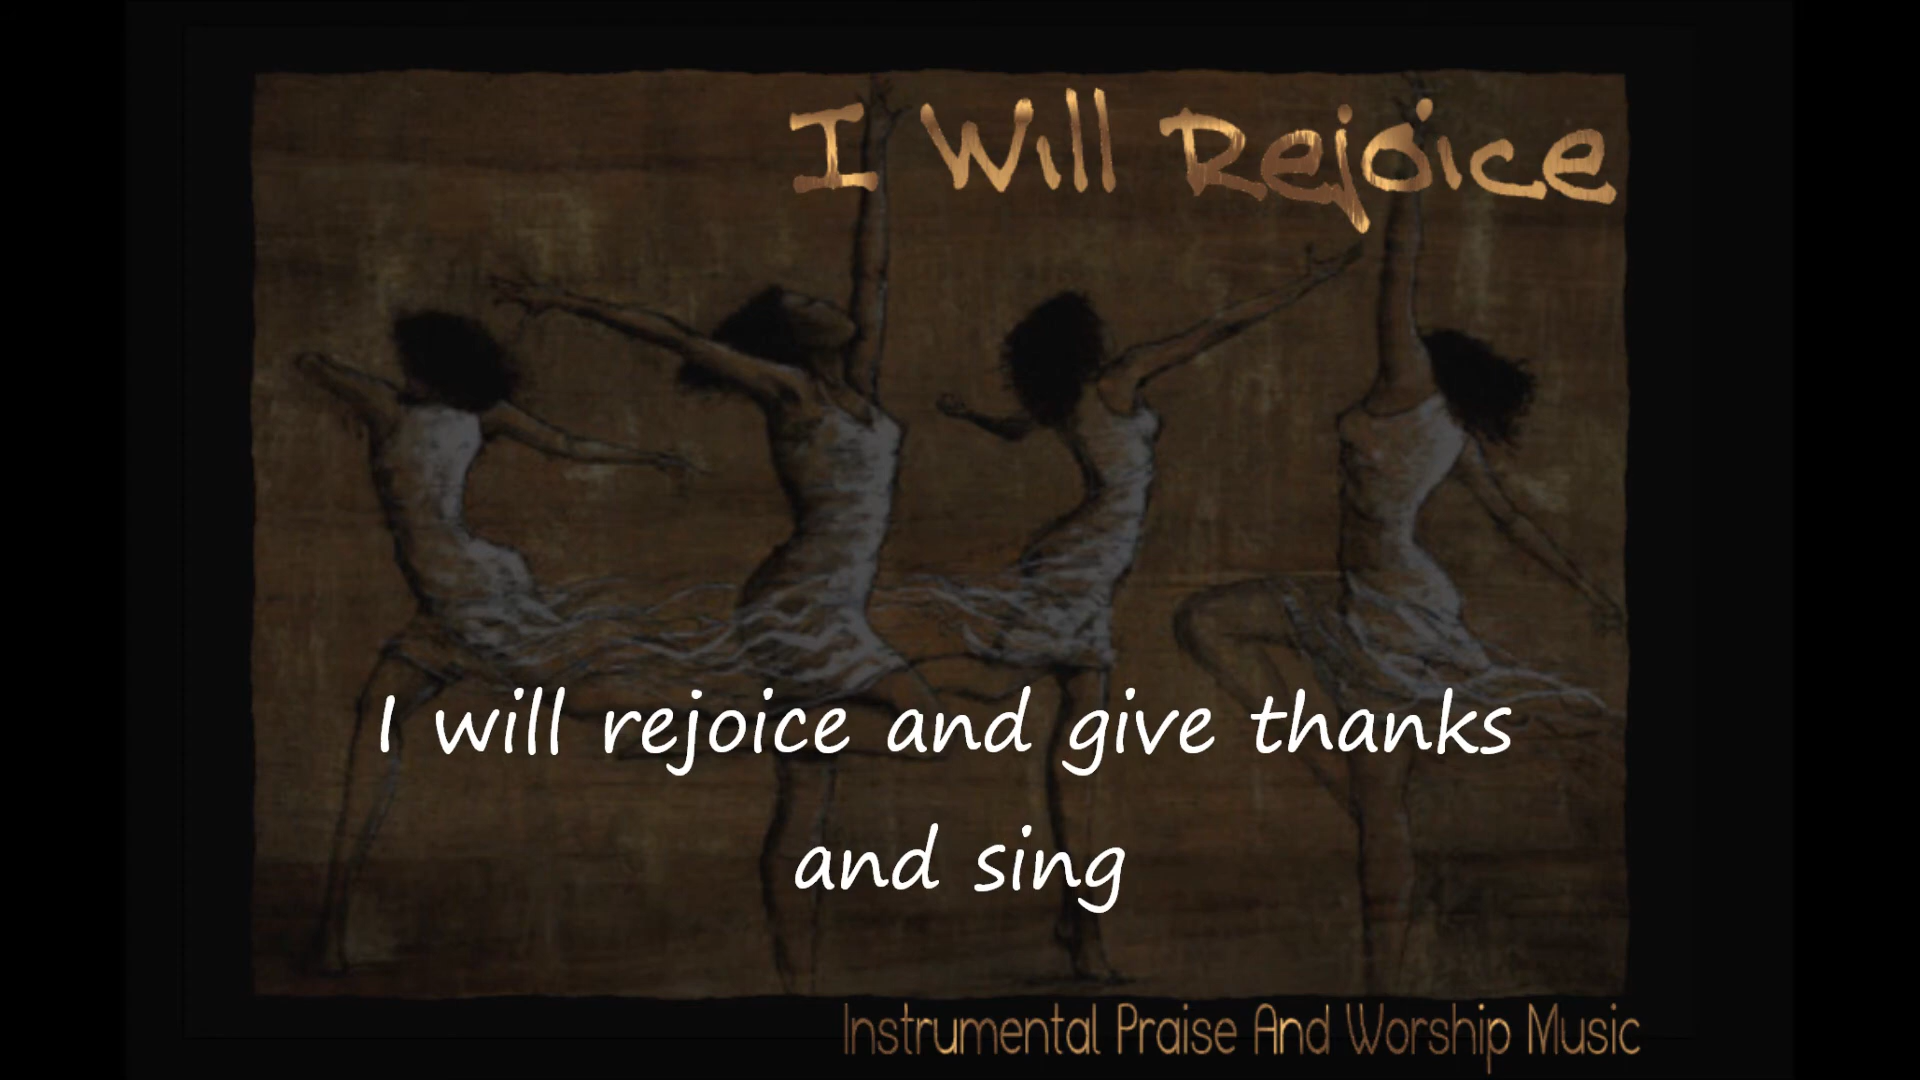 I Will Rejoice
I will rejoice and give thanks
and sing
Instrumental Praise And Worship Music